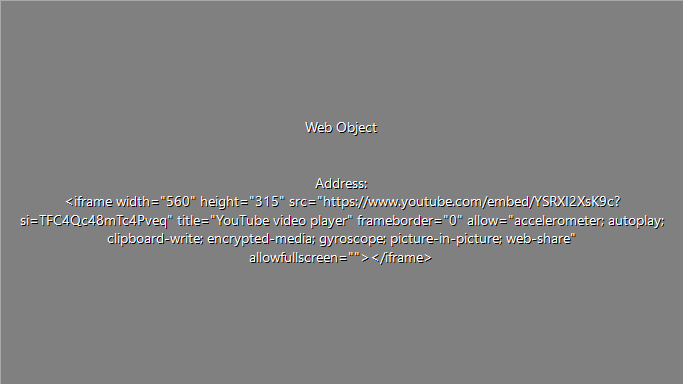 Web Object
Address:
<iframe width="560" height="315" src="https://www.youtube.com/embed/YSRXl2XsK9c?
si=TFC4Qc48mTc4Pveq" title="YouTube video player" frameborder="0" allow="accelerometer; autoplay;
clipboard-write; encrypted-media; gyroscope; picture-in-picture; web-share"
allowfullscreen=""></iframe>